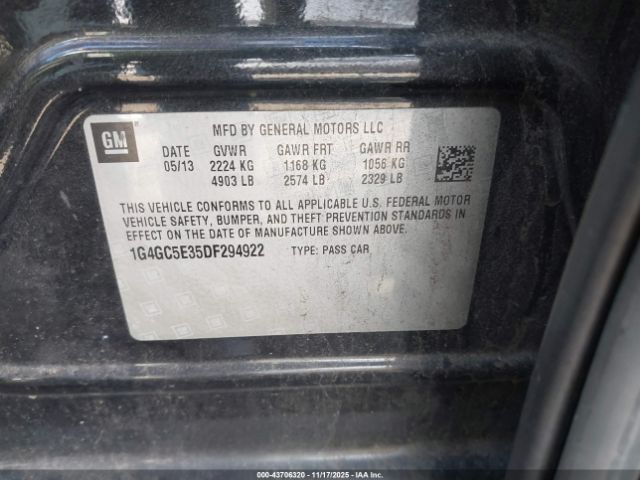 GM
MFD BY GENERAL MOTORS LLC
DATE GVWR GAWR FRT GAWR RR
05/13 2224 KG 1168 KG 1056 KG
4903 LB 2574 LB 2329 LB
THIS VEHICLE CONFORMS TO ALL APPLICABLE U.S. FEDERAL MOTOR
VEHICLE SAFETY, BUMPER, AND THEFT PREVENTION STANDARDS IN
EFFECT ON THE DATE OF MANUFACTURE SHOWN ABOVE.
1G4GC5E35DF294922 TYPE: PASS CAR
000-43706320 - 11/17/2025 - IAAI.com